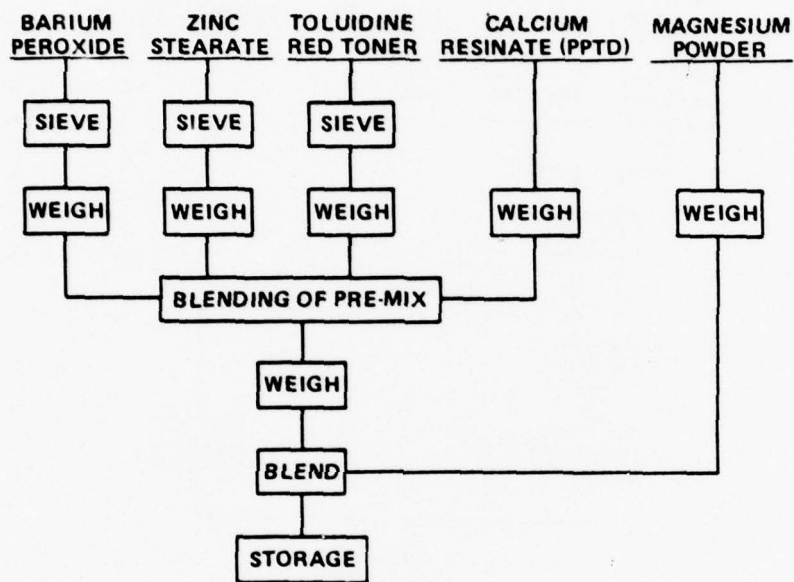 BARIUM PEROXIDE
ZINC STEARATE
TOLUIDINE RED TONER
CALCIUM RESINATE (PPTD)
MAGNESIUM POWDER
SIEVE
SIEVE
SIEVE
WEIGH
WEIGH
WEIGH
WEIGH
WEIGH
BLENDING OF PRE-MIX
WEIGH
BLEND
STORAGE